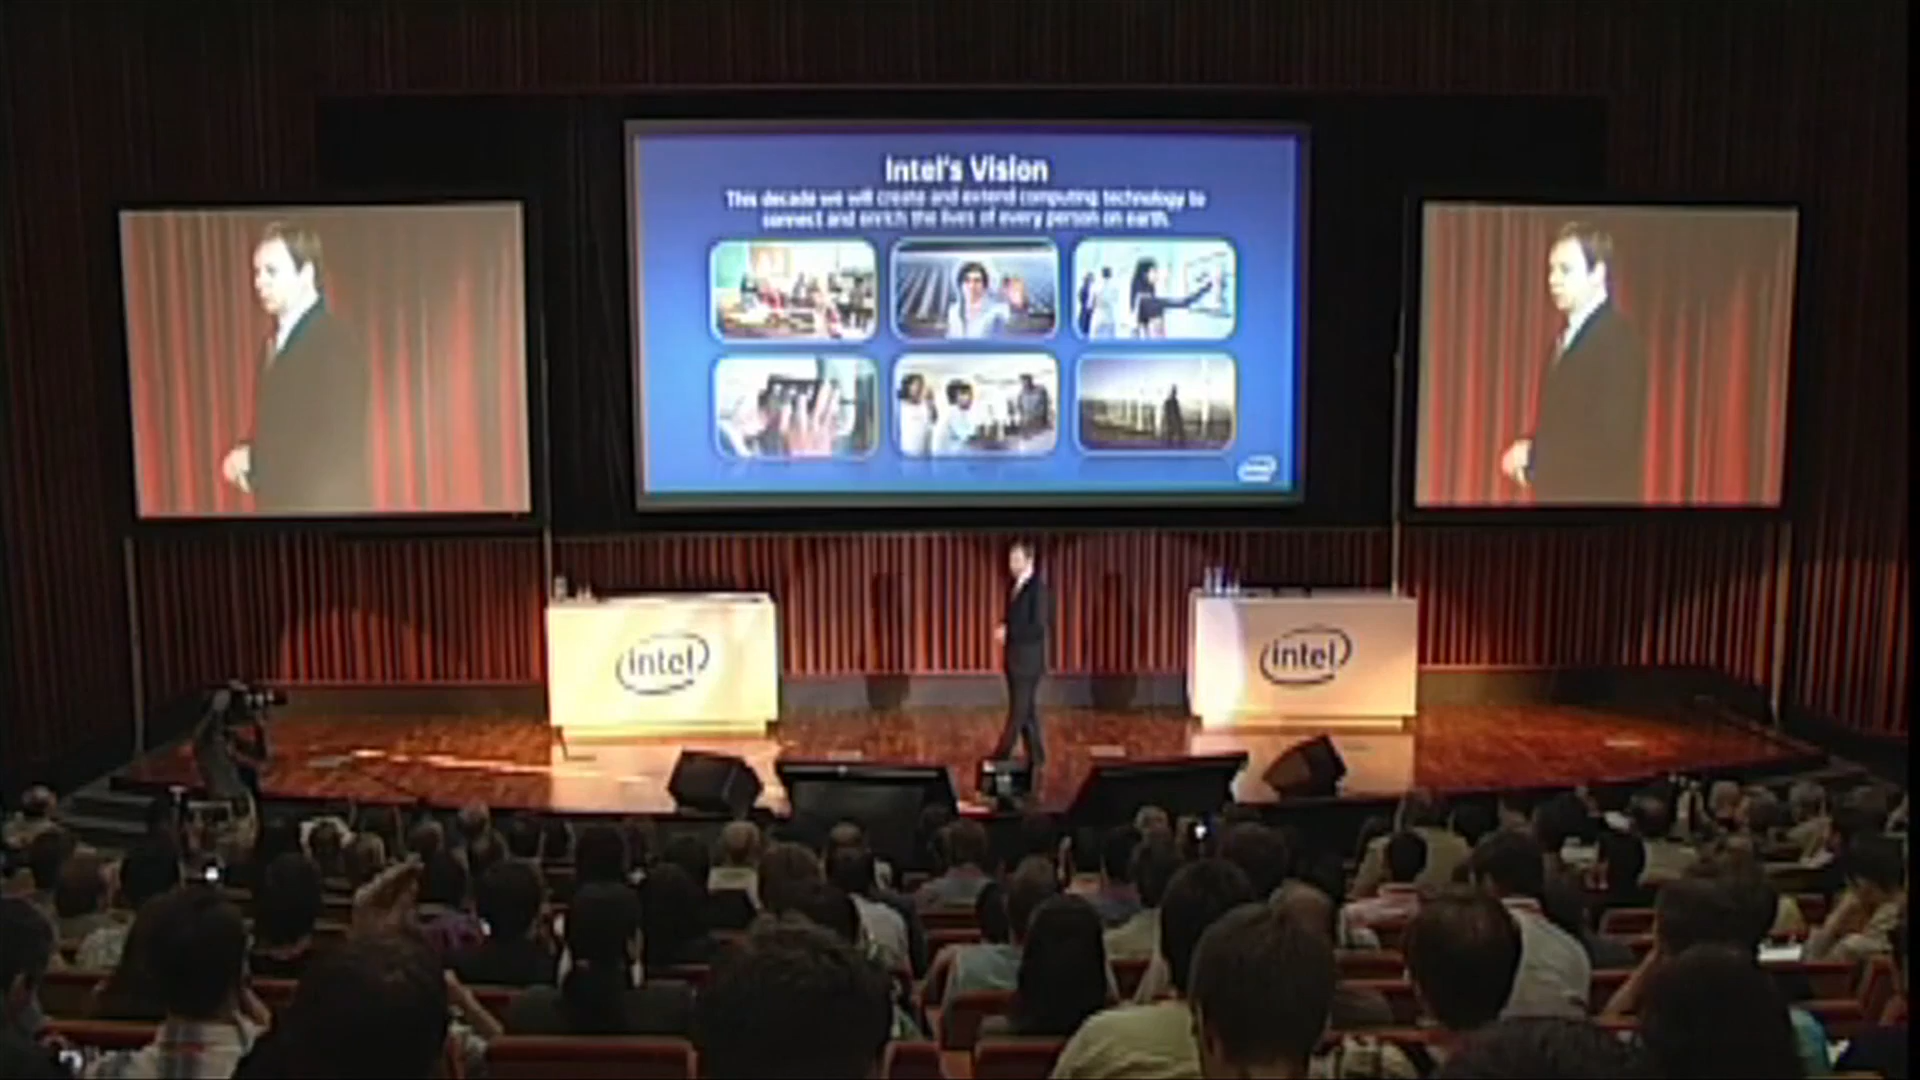 Intel's Vision
This decade we will create and extend computing technology to
connect and enrich the lives of every person on earth.
intel
intel
intel